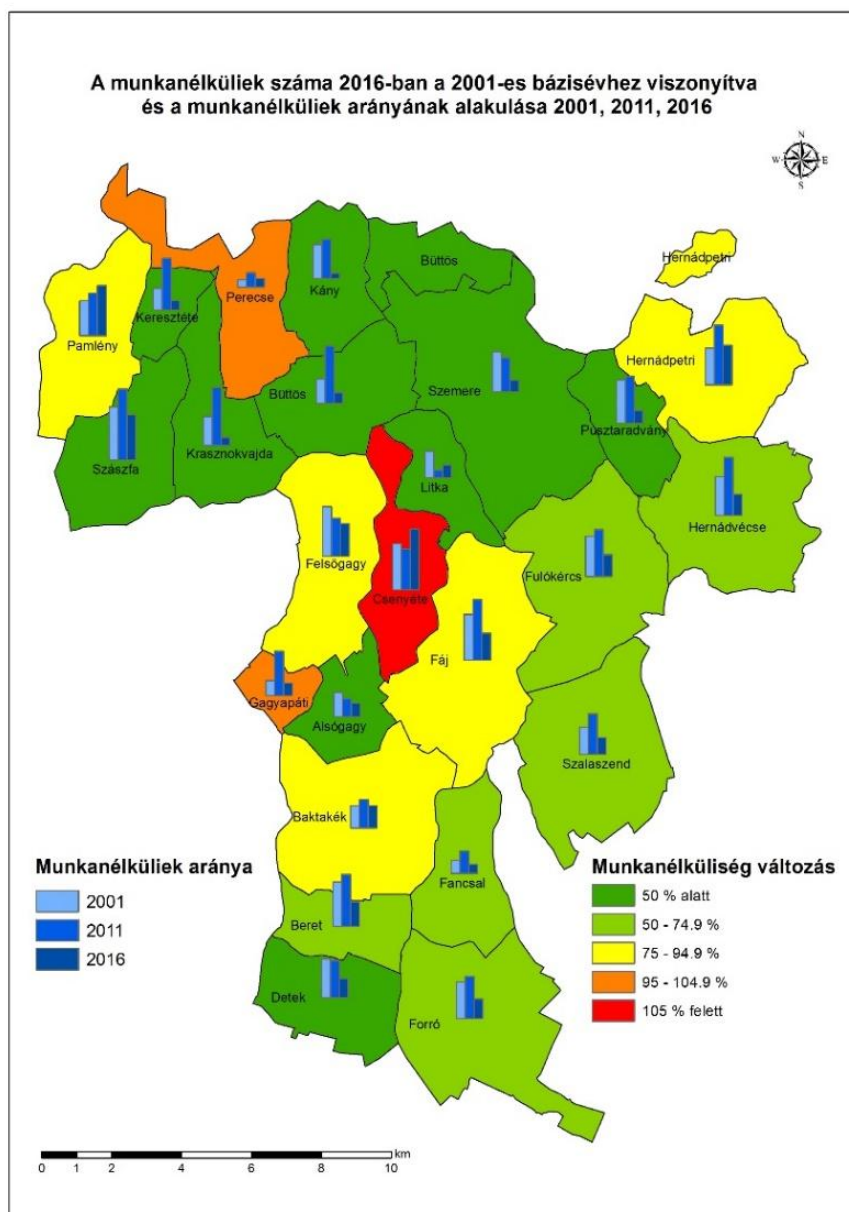 A munkanélküliek száma 2016-ban a 2001-es bázisévhez viszonyítva
és a munkanélküliek arányának alakulása 2001, 2011, 2016
N
W E
S
Büttös
Hernádpetri
Kány
Perecse
Keresztéte
Pamlény
Hernádpetri
Büttös
Szemere
Pusztaradvány
Krasznokvajda
Szászfa
Litka
Hernádvécse
Felsőgagy
Fulókércs
Csenyéte
Fáj
Gagyapáti
Alsógagy
Szalaszend
Baktakék
Munkanélküliek aránya
2001
2011
2016
Fancsal
Beret
Detek
Forró
Munkanélküliség változás
50 % alatt
50 - 74.9 %
75 - 94.9 %
95 - 104.9 %
105 % felett
km
0 1 2 4 6 8 10